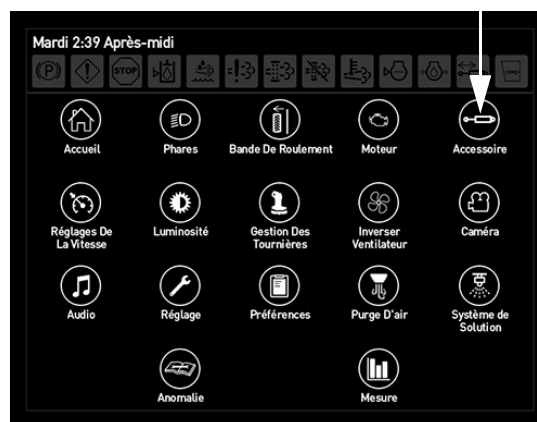 Mardi 2:39 Après-midi
(P) STOP
Accueil Phares Bande De Roulement Moteur Accessoire
Réglages De Luminosité Gestion Des Inverser Caméra
La Vitesse Tournières Ventilateur
Audio Réglage Préférences Purge D'air Système de
Solution
Anomalie Mesure